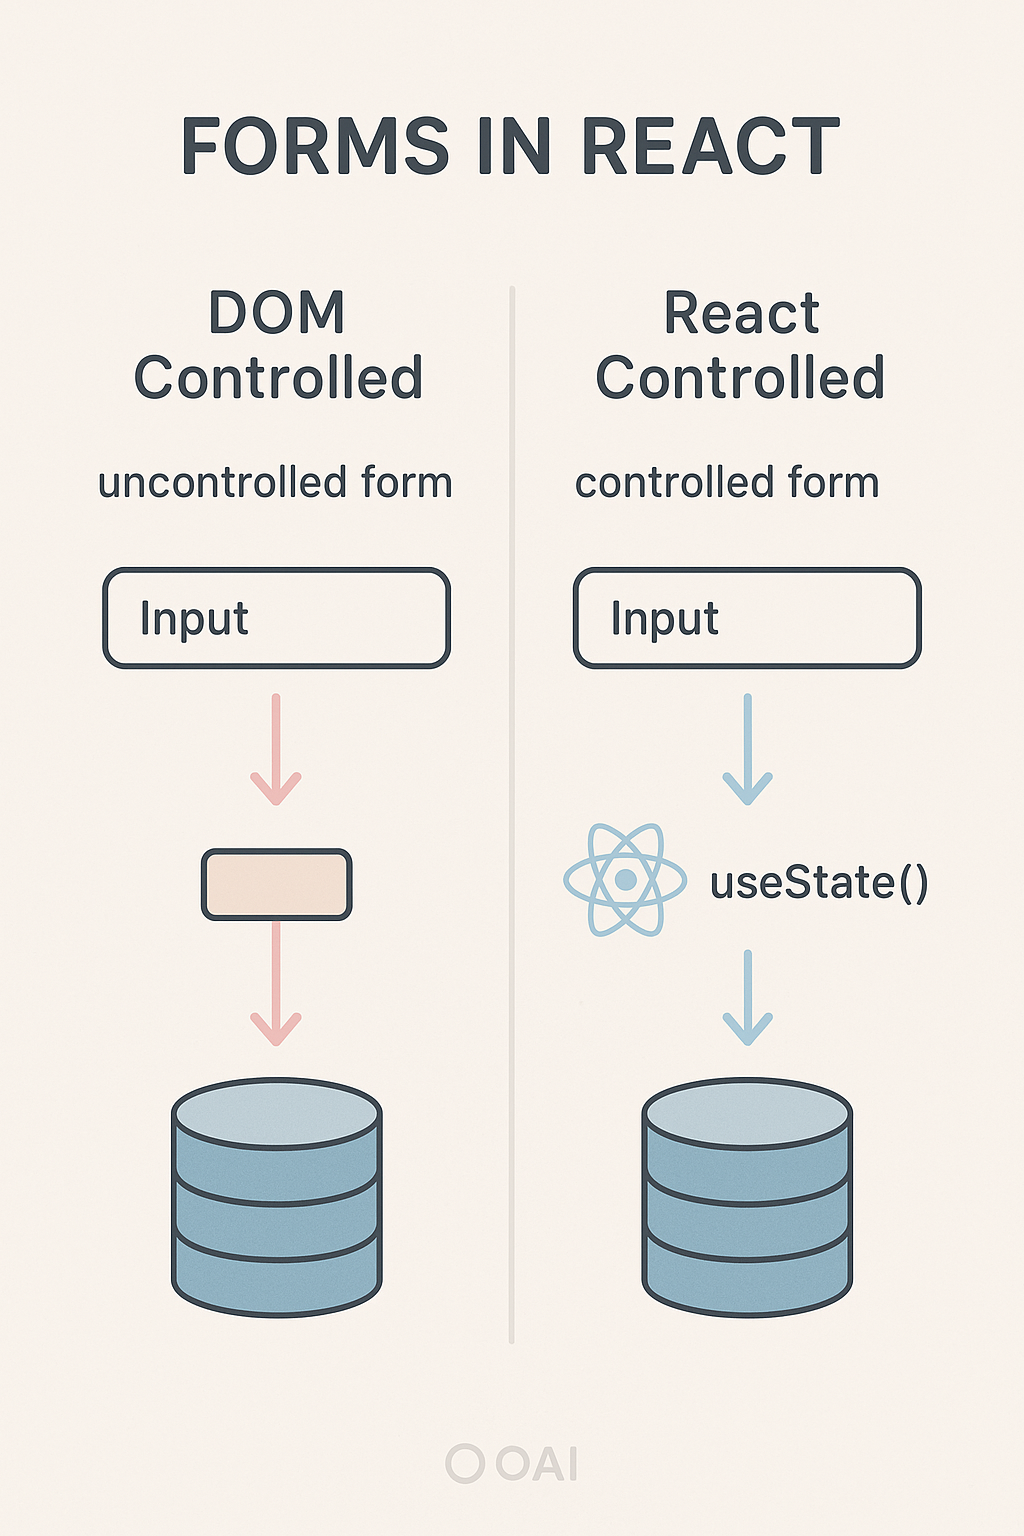 FORMS IN REACT
DOM
Controlled
uncontrolled form
Input
React
Controlled
controlled form
Input
useState()
OAI